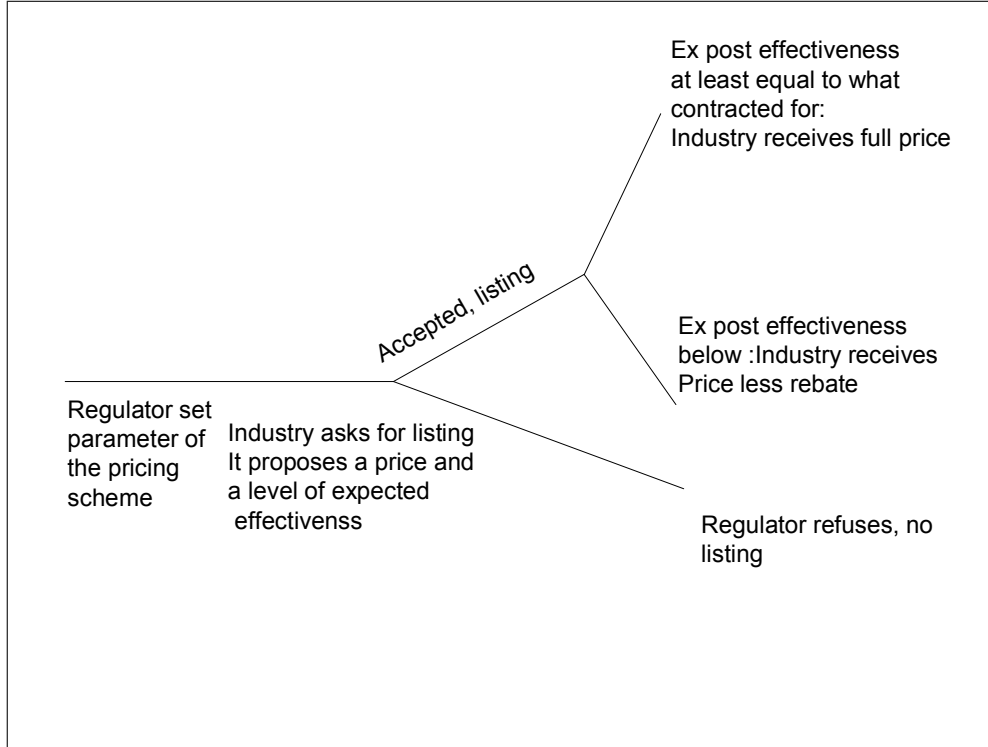 Ex post effectiveness
at least equal to what
contracted for:
Industry receives full price
Accepted, listing
Ex post effectiveness
below :Industry receives
Price less rebate
Regulator set
parameter of
the pricing
scheme
Industry asks for listing
It proposes a price and
a level of expected
effectivenss
Regulator refuses, no
listing